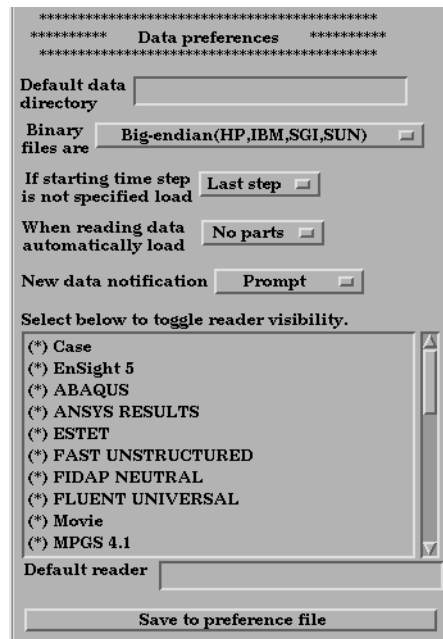 ********************************************
********** Data preferences **********
********************************************
Default data
directory
Binary
files are
Big-endian(HP,IBM,SGI,SUN)
If starting time step
is not specified load
Last step
When reading data
automatically load
No parts
New data notification
Prompt
Select below to toggle reader visibility.
(*) Case
(*) EnSight 5
(*) ABAQUS
(*) ANSYS RESULTS
(*) ESTET
(*) FAST UNSTRUCTURED
(*) FIDAP NEUTRAL
(*) FLUENT UNIVERSAL
(*) Movie
(*) MPGS 4.1
Default reader
Save to preference file